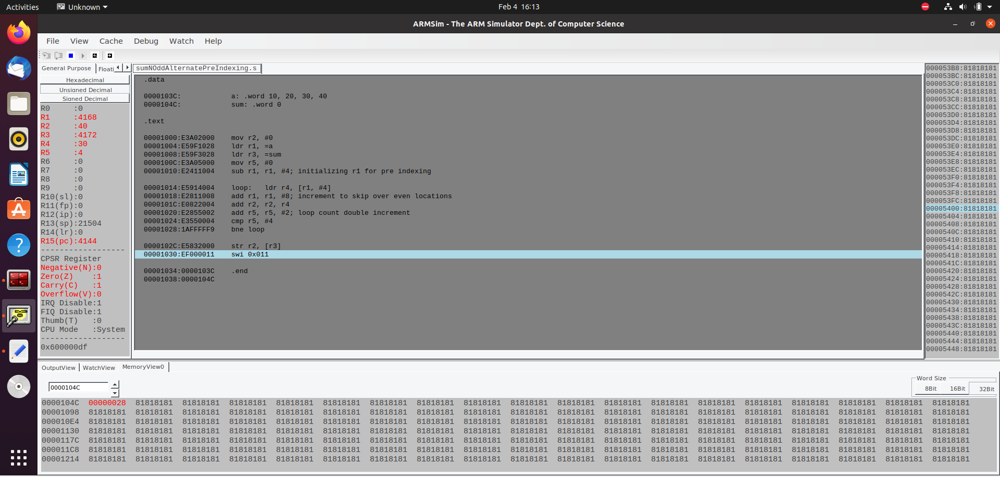 Activities
Unknown
Feb 4 16:13
ARMSim - The ARM Simulator Dept. of Computer Science
File View Cache Debug Watch Help
General Purpose Floati
Hexadecimal
Unsigned Decimal
Signed Decimal
R0 :0
R1 :4168
R2 :40
R3 :4172
R4 :30
R5 :4
R6 :0
R7 :0
R8 :0
R9 :0
R10(sl):0
R11(fp):0
R12(ip):0
R13(sp):21504
R14(lr):0
R15(pc):4144
------------------
CPSR Register
Negative(N):0
Zero(Z) :1
Carry(C) :1
Overflow(V):0
IRQ Disable:1
FIQ Disable:1
Thumb(T) :0
CPU Mode :System
------------------
0x600000df
sumNOddAlternatePreIndexing.s
.data
0000103C: a: .word 10, 20, 30, 40
0000104C: sum: .word 0
.text
00001000:E3A02000 mov r2, #0
00001004:E59F1028 ldr r1, =a
00001008:E59F3028 ldr r3, =sum
0000100C:E3A05000 mov r5, #0
00001010:E2411004 sub r1, r1, #4; initializing r1 for pre indexing
00001014:E5914004 loop: ldr r4, [r1, #4]
00001018:E2811008 add r1, r1, #8; increment to skip over even locations
0000101C:E0822004 add r2, r2, r4
00001020:E2855002 add r5, r5, #2; loop count double increment
00001024:E3550004 cmp r5, #4
00001028:1AFFFFF9 bne loop
0000102C:E5832000 str r2, [r3]
00001030:EF000011 swi 0x011
00001034:0000103C .end
00001038:0000104C
000053B8:81818181
000053BC:81818181
000053C0:81818181
000053C4:81818181
000053C8:81818181
000053CC:81818181
000053D0:81818181
000053D4:81818181
000053D8:81818181
000053DC:81818181
000053E0:81818181
000053E4:81818181
000053E8:81818181
000053EC:81818181
000053F0:81818181
000053F4:81818181
000053F8:81818181
000053FC:81818181
00005400:81818181
00005404:81818181
00005408:81818181
0000540C:81818181
00005410:81818181
00005414:81818181
00005418:81818181
0000541C:81818181
00005420:81818181
00005424:81818181
00005428:81818181
0000542C:81818181
00005430:81818181
00005434:81818181
00005438:81818181
0000543C:81818181
00005440:81818181
00005444:81818181
00005448:81818181
OutputView WatchView MemoryView0
0000104C
Word Size
8Bit 16Bit 32Bit
0000104C 00000028 81818181 81818181 81818181 81818181 81818181 81818181 81818181 81818181 81818181 81818181 81818181 81818181 81818181 81818181 81818181 81818181 81818181 81818181
00001098 81818181 81818181 81818181 81818181 81818181 81818181 81818181 81818181 81818181 81818181 81818181 81818181 81818181 81818181 81818181 81818181 81818181 81818181 81818181
000010E4 81818181 81818181 81818181 81818181 81818181 81818181 81818181 81818181 81818181 81818181 81818181 81818181 81818181 81818181 81818181 81818181 81818181 81818181 81818181
00001130 81818181 81818181 81818181 81818181 81818181 81818181 81818181 81818181 81818181 81818181 81818181 81818181 81818181 81818181 81818181 81818181 81818181 81818181 81818181
0000117C 81818181 81818181 81818181 81818181 81818181 81818181 81818181 81818181 81818181 81818181 81818181 81818181 81818181 81818181 81818181 81818181 81818181 81818181 81818181
000011C8 81818181 81818181 81818181 81818181 81818181 81818181 81818181 81818181 81818181 81818181 81818181 81818181 81818181 81818181 81818181 81818181 81818181 81818181 81818181
00001214 81818181 81818181 81818181 81818181 81818181 81818181 81818181 81818181 81818181 81818181 81818181 81818181 81818181 81818181 81818181 81818181 81818181 81818181 81818181